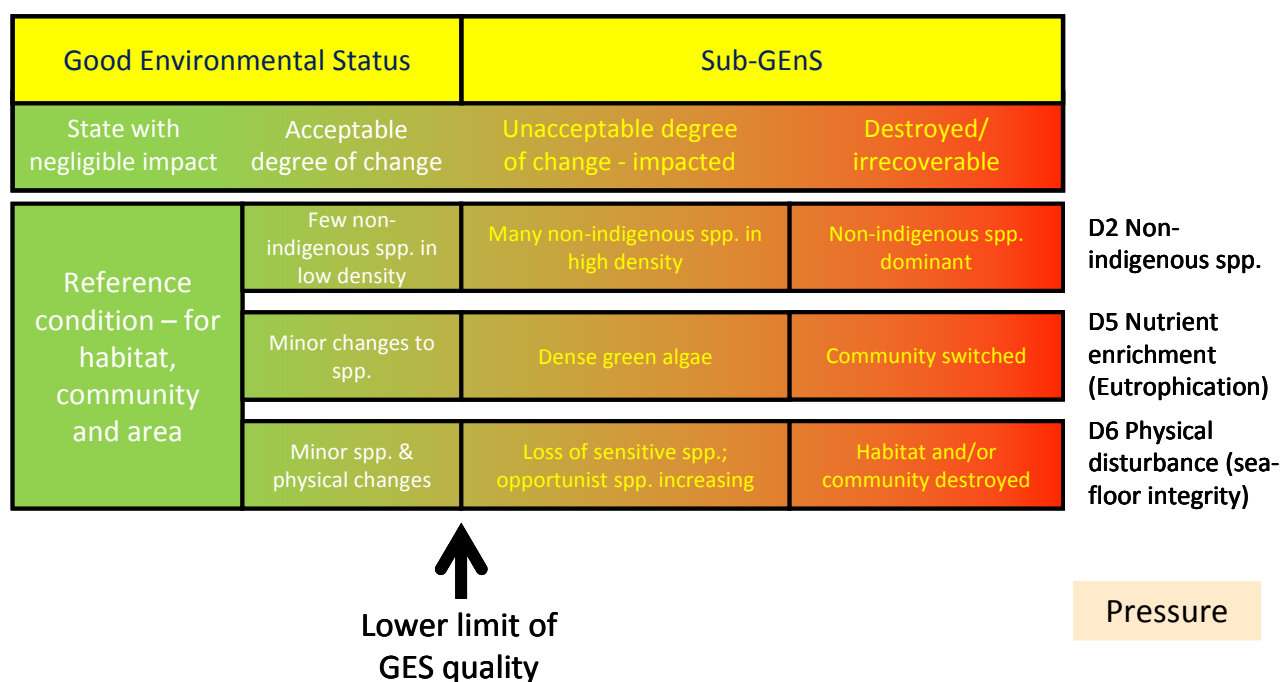 Good Environmental Status
Sub-GEnS
State with
negligible impact
Acceptable
degree of change
Unacceptable degree
of change - impacted
Destroyed/
irrecoverable
Reference
condition – for
habitat,
community
and area
Few non-
indigenous spp. in
low density
Many non-indigenous spp. in
high density
Non-indigenous spp.
dominant
D2 Non-
indigenous spp.
Minor changes to
spp.
Dense green algae
Community switched
D5 Nutrient
enrichment
(Eutrophication)
Minor spp. &
physical changes
Loss of sensitive spp.;
opportunist spp. increasing
Habitat and/or
community destroyed
D6 Physical
disturbance (sea-
floor integrity)
Lower limit of
GES quality
Pressure